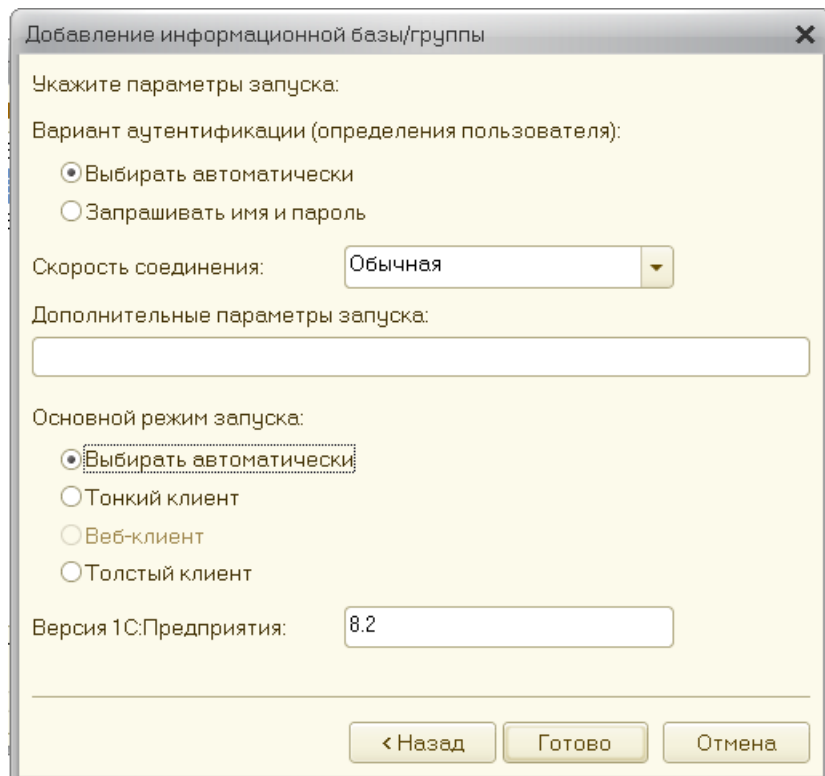 Добавление информационной базы/группы
Укажите параметры запуска:
Вариант аутентификации (определения пользователя):
Выбирать автоматически
Запрашивать имя и пароль
Скорость соединения: Обычная
Дополнительные параметры запуска:
Основной режим запуска:
Выбирать автоматически
Тонкий клиент
Веб-клиент
Толстый клиент
Версия 1С:Предприятия: 8.2
< Назад Готово Отмена